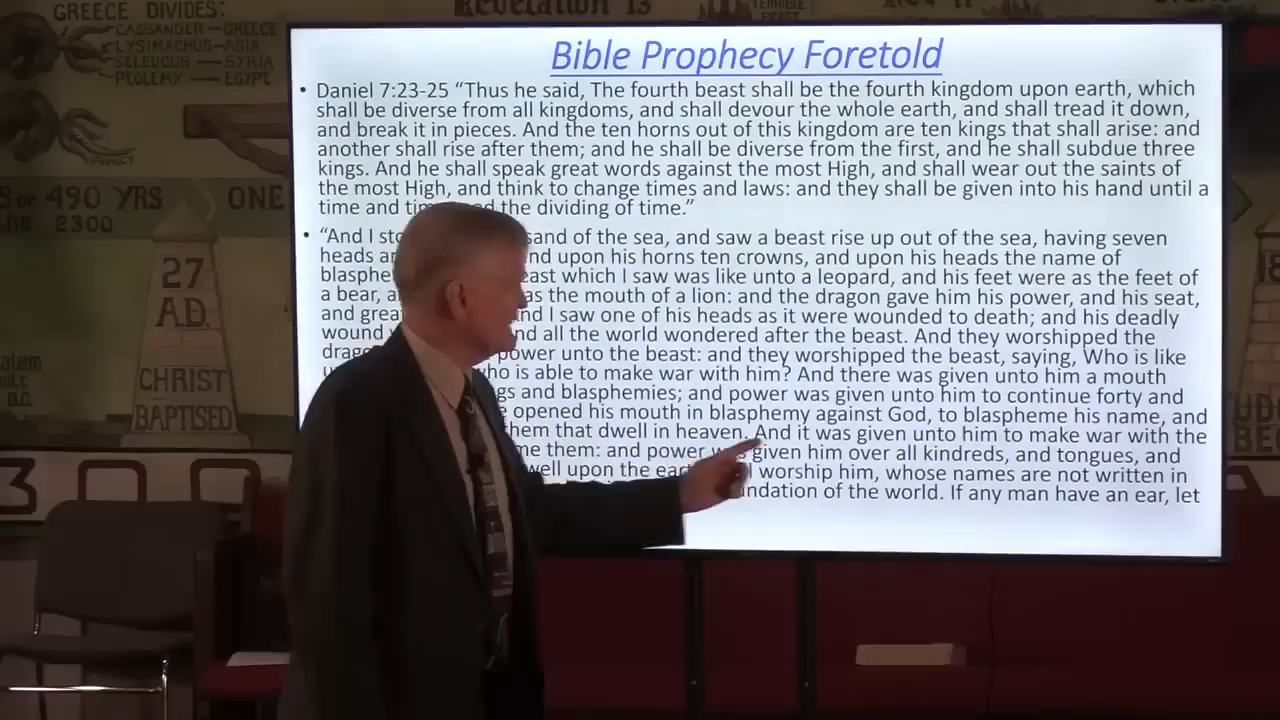 GREECE DIVIDES:
CASSANDER—GREECE
LYSIMACHUS—ASIA
SELEUCUS—SYRIA
PTOLEMY—EGYPT
Revelation 13
TERRIBLE
BEAST
Bible Prophecy Foretold
• Daniel 7:23-25 “Thus he said, The fourth beast shall be the fourth kingdom upon earth, which
shall be diverse from all kingdoms, and shall devour the whole earth, and shall tread it down,
and break it in pieces. And the ten horns out of this kingdom are ten kings that shall arise: and
another shall rise after them; and he shall be diverse from the first, and he shall subdue three
kings. And he shall speak great words against the most High, and shall wear out the saints of
the most High, and think to change times and laws: and they shall be given into his hand until a
time and the dividing of time.”
• “And I sand of the sea, and saw a beast rise up out of the sea, having seven
heads upon his horns ten crowns, and upon his heads the name of
which I saw was like unto a leopard, and his feet were as the feet of
a bear, as the mouth of a lion: and the dragon gave him his power, and his seat,
and I saw one of his heads as it were wounded to death; and his deadly
wound and all the world wondered after the beast. And they worshipped the
power unto the beast: and they worshipped the beast, saying, Who is like
who is able to make war with him? And there was given unto him a mouth
and blasphemies; and power was given unto him to continue forty and
opened his mouth in blasphemy against God, to blaspheme his name, and
them that dwell in heaven. And it was given unto him to make war with the
them: and power given him over all kindreds, and tongues, and
upon the worship him, whose names are not written in
of the world. If any man have an ear, let
or 490 YRS
ONE
2300
27
A.D.
CHRIST
BAPTISED
B.C.
3